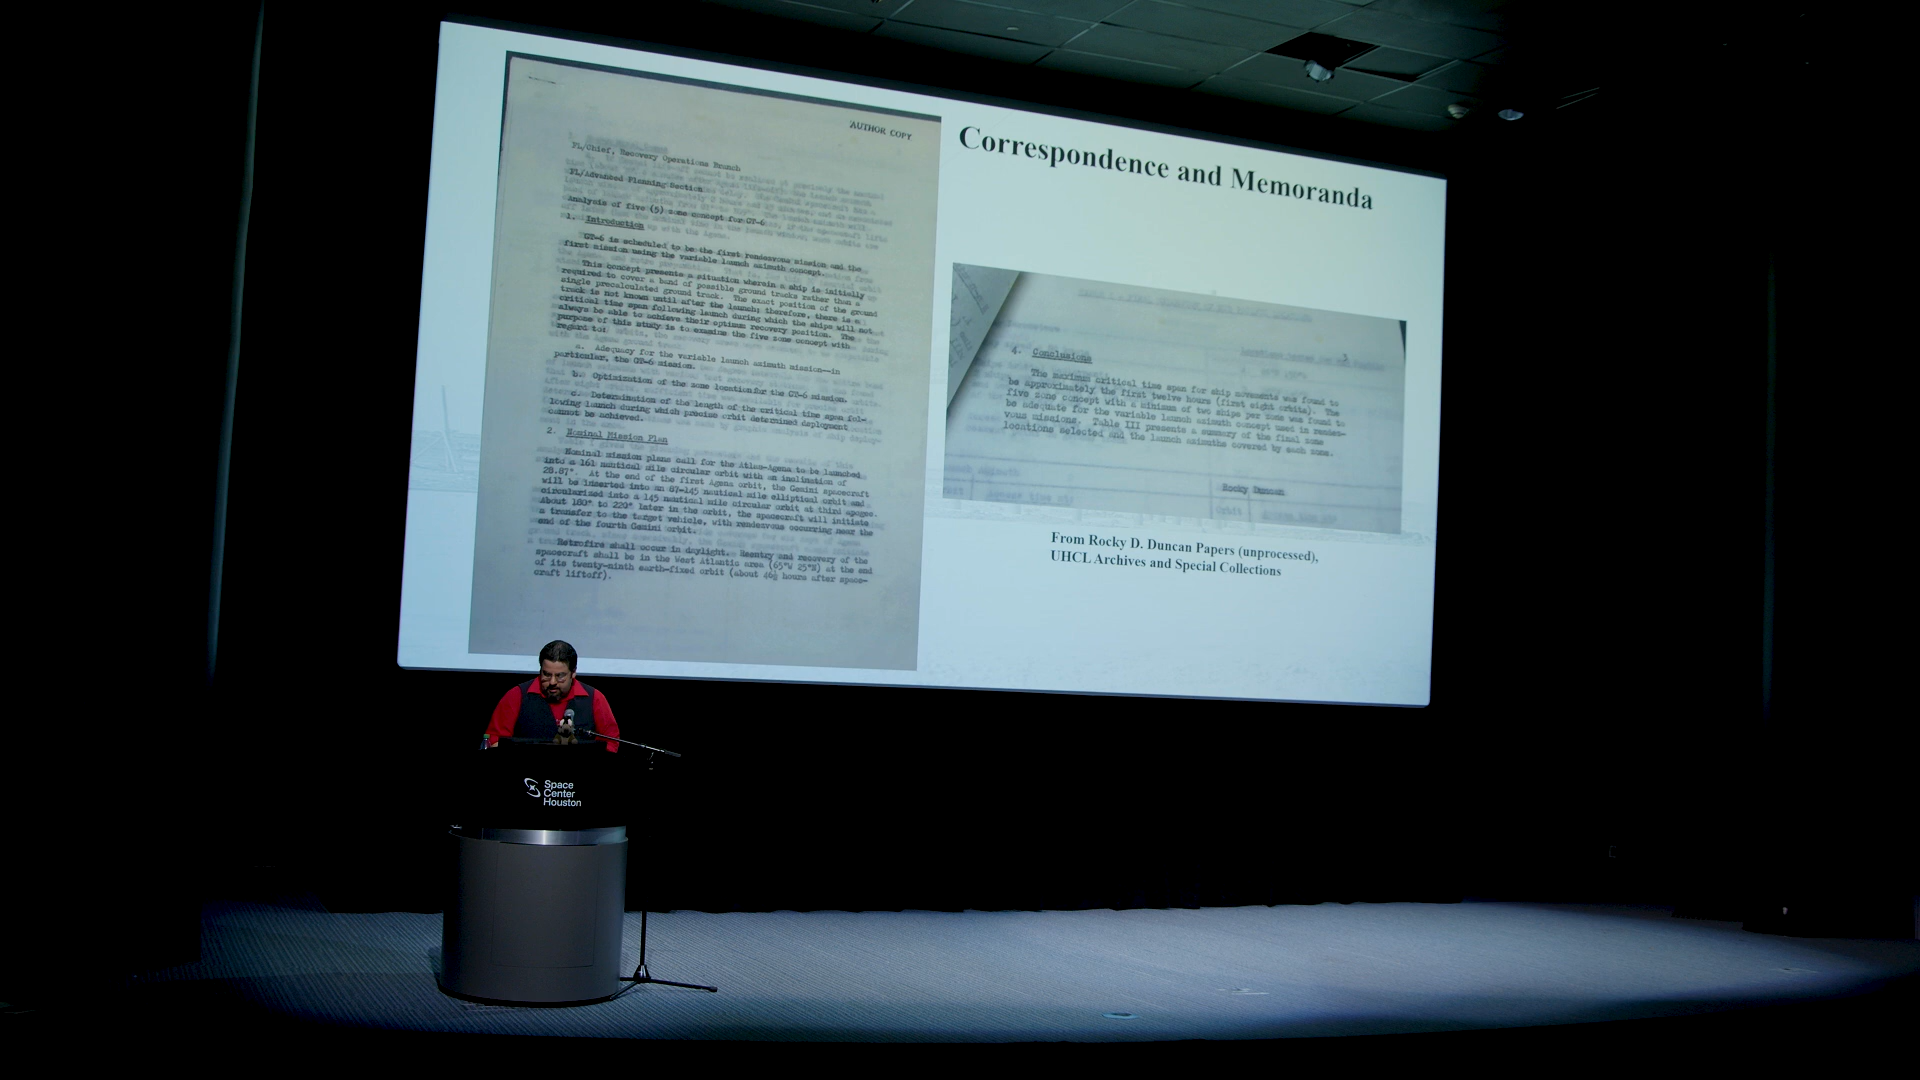 AUTHOR COPY
FL/Chief, Recovery Operations Branch
FL/Advanced Planning Section
Analysis of five (5) zone concept for GT-6
1. Introduction
GT-6 is scheduled to be the first rendezvous mission and the
first mission using the variable launch azimuth concept.
This concept presents a situation wherein a ship is initially
required to cover a band of possible ground tracks rather than a
single precalculated ground track. The exact position of the ground
track is not known until after the launch; therefore, there is a
critical time span following launch during which the ships will not
always be able to achieve their optimum recovery position. The
purpose of this study is to examine the five zone concept with
regard to:
a. Adequacy for the variable launch azimuth mission—in
particular, the GT-6 mission.
b. Optimization of the zone location for the GT-6 mission.
c. Determination of the length of the critical time span fol-
lowing launch during which precise orbit determined deployment
cannot be achieved.
2. Nominal Mission Plan
Nominal mission plans call for the Atlas-Agena to be launched
into a 161 nautical mile circular orbit with an inclination of
28.87°. At the end of the first Agena orbit, the Gemini spacecraft
will be inserted into an 87-145 nautical mile elliptical orbit and
circularized into a 145 nautical mile circular orbit at third apogee.
About 180° to 220° later in the orbit, the spacecraft will initiate
a transfer to the target vehicle, with rendezvous occurring near the
end of the fourth Gemini orbit.
Retrofire shall occur in daylight. Reentry and recovery of the
spacecraft shall be in the West Atlantic area (65°W 25°N) at the end
of its twenty-ninth earth-fixed orbit (about 46½ hours after space-
craft liftoff).
Correspondence and Memoranda
3
4. Conclusions
The maximum critical time span for ship movements was found to
be approximately the first twelve hours (first eight orbits). The
five zone concept with a minimum of two ships per zone was found to
be adequate for the variable launch azimuth concept used in rendez-
vous missions. Table III presents a summary of the final zone
locations selected and the launch azimuths covered by each zone.
Rocky Duncan
From Rocky D. Duncan Papers (unprocessed),
UHCL Archives and Special Collections
Space
Center
Houston